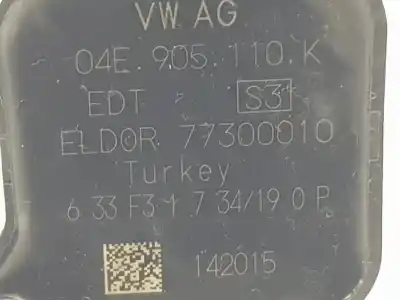 VW AG
04E.905.110.K
EDT S3
ELDOR 77300010
Turkey
6 33 F3 1 7 34/19 0 P
142015